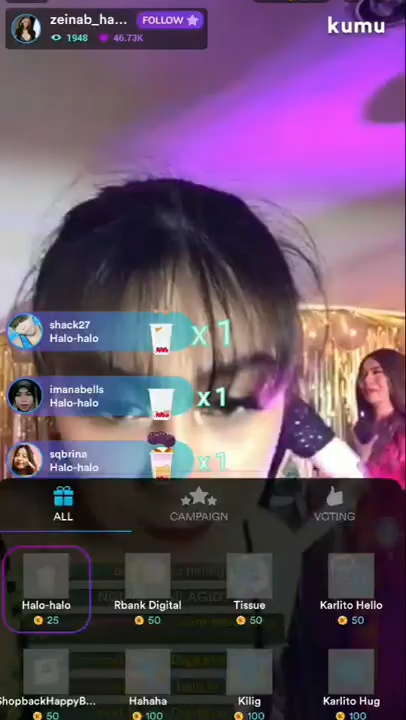 zeinab_ha...
FOLLOW
kumu
1948
46.73K
shack27
Halo-halo
x 1
imanabells
Halo-halo
x1
sqbrina
Halo-halo
x1
ALL
CAMPAIGN
VOTING
Halo-halo
Rbank Digital
Tissue
Karlito Hello
25
50
50
50
ShopbackHappyB...
Hahaha
Kilig
Karlito Hug
50
100
100
100